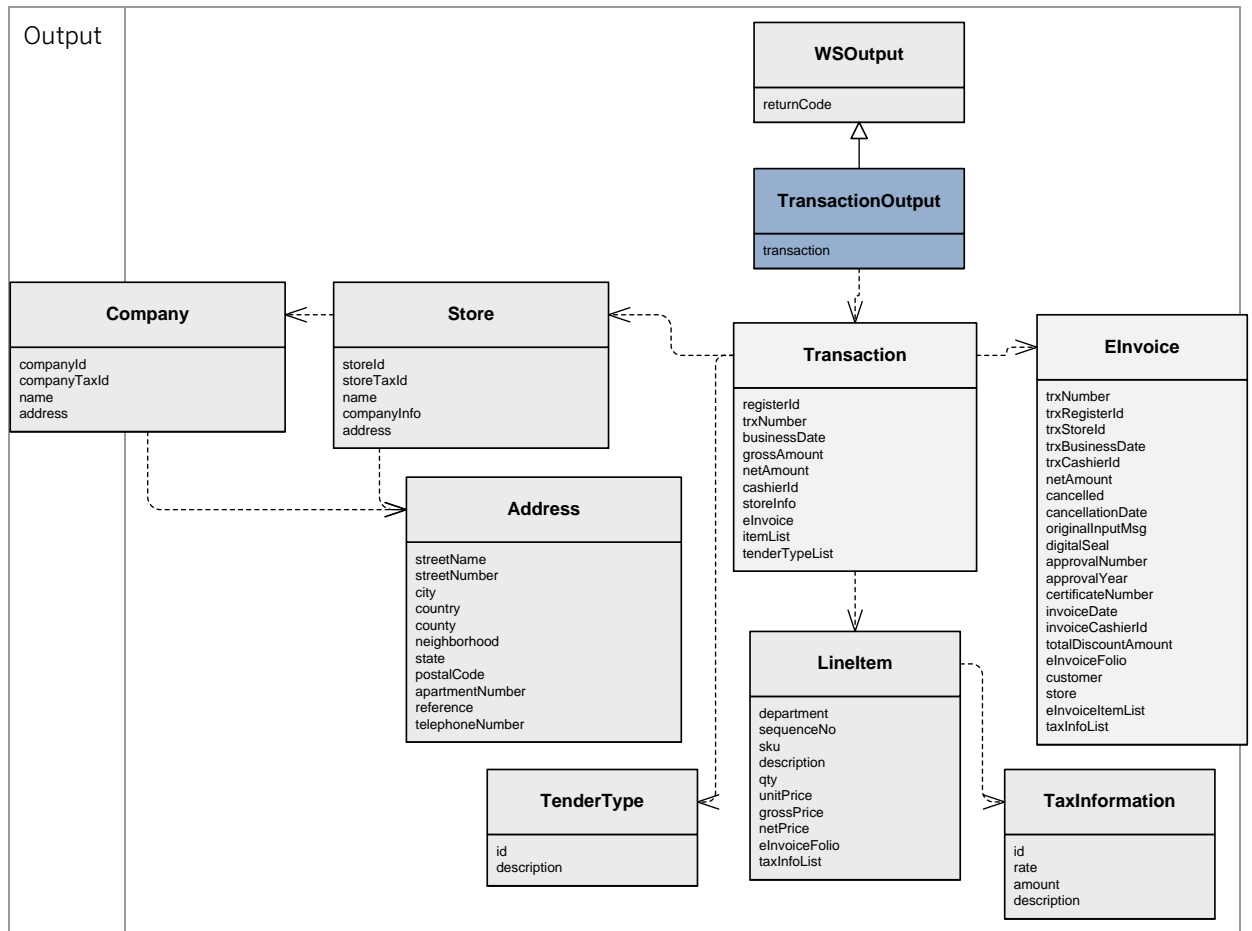 Output
WSOutput
returnCode
TransactionOutput
transaction
Company
companyId
companyTaxId
name
address
Store
storeId
storeTaxId
name
companyInfo
address
Transaction
registerId
trxNumber
businessDate
grossAmount
netAmount
cashierId
storeInfo
eInvoice
itemList
tenderTypeList
EInvoice
trxNumber
trxRegisterId
trxStoreId
trxBusinessDate
trxCashierId
netAmount
cancelled
cancellationDate
originalInputMsg
digitalSeal
approvalNumber
approvalYear
certificateNumber
invoiceDate
invoiceCashierId
totalDiscountAmount
eInvoiceFolio
customer
store
eInvoiceItemList
taxInfoList
Address
streetName
streetNumber
city
country
county
neighborhood
state
postalCode
apartmentNumber
reference
telephoneNumber
LineItem
department
sequenceNo
sku
description
qty
unitPrice
grossPrice
netPrice
eInvoiceFolio
taxInfoList
TenderType
id
description
TaxInformation
id
rate
amount
description